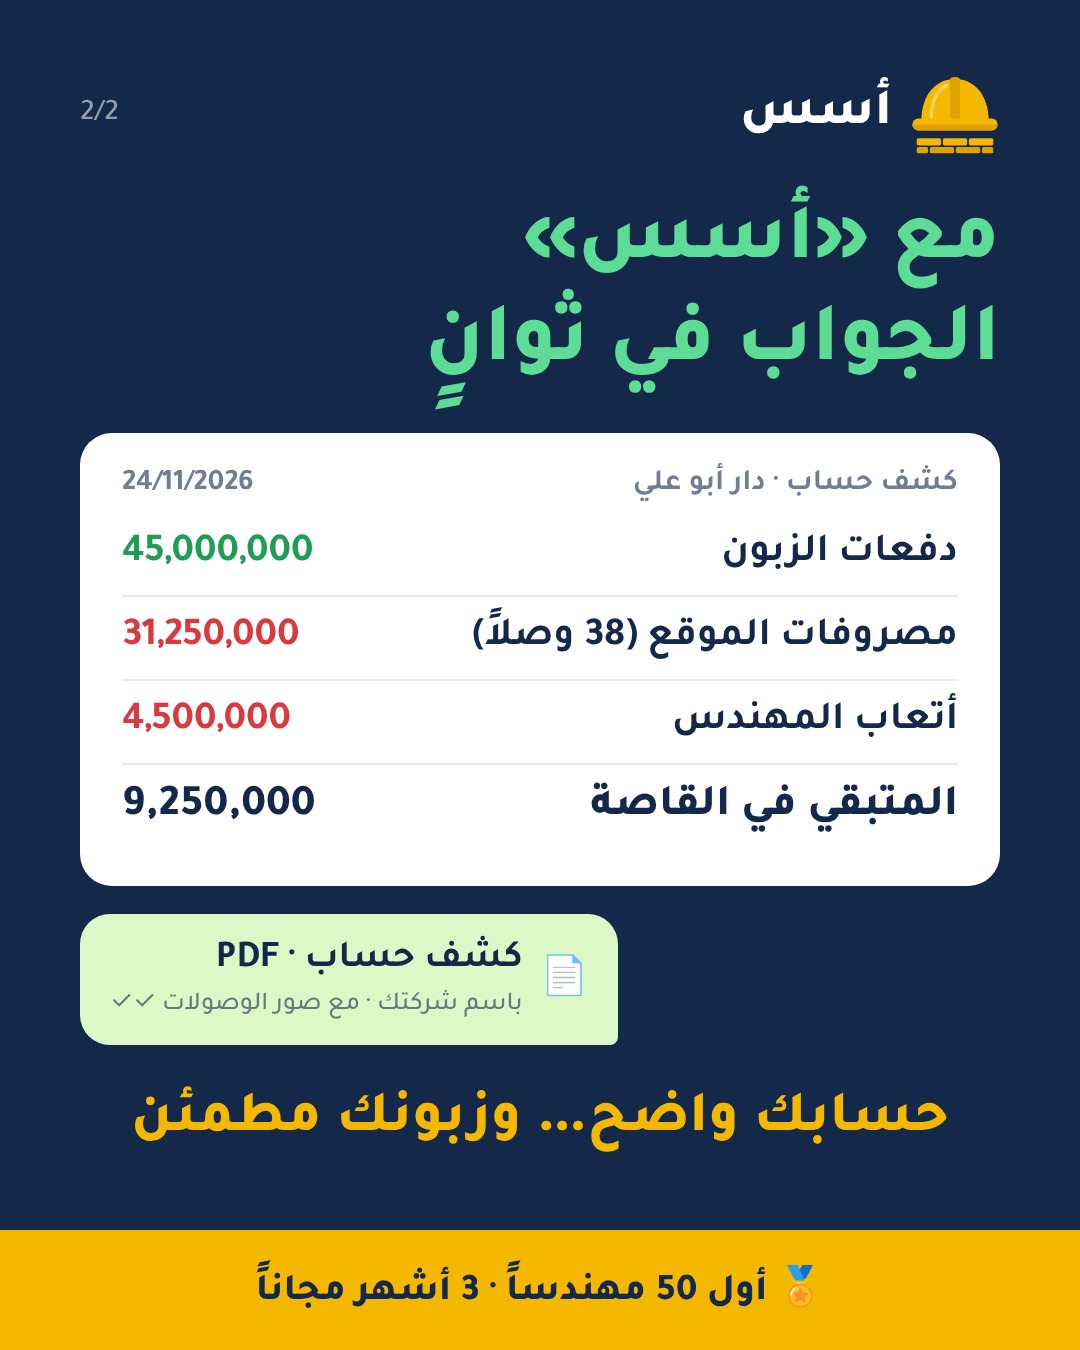 أسس
2/2
مع «أسس»
الجواب في ثوانٍ
كشف حساب · دار أبو علي 24/11/2026
دفعات الزبون 45,000,000
مصروفات الموقع (38 وصلاً) 31,250,000
أتعاب المهندس 4,500,000
المتبقي في القاصة 9,250,000
كشف حساب · PDF
باسم شركتك · مع صور الوصولات ✓✓
حسابك واضح... وزبونك مطمئن
🏅 أول 50 مهندساً · 3 أشهر مجاناً